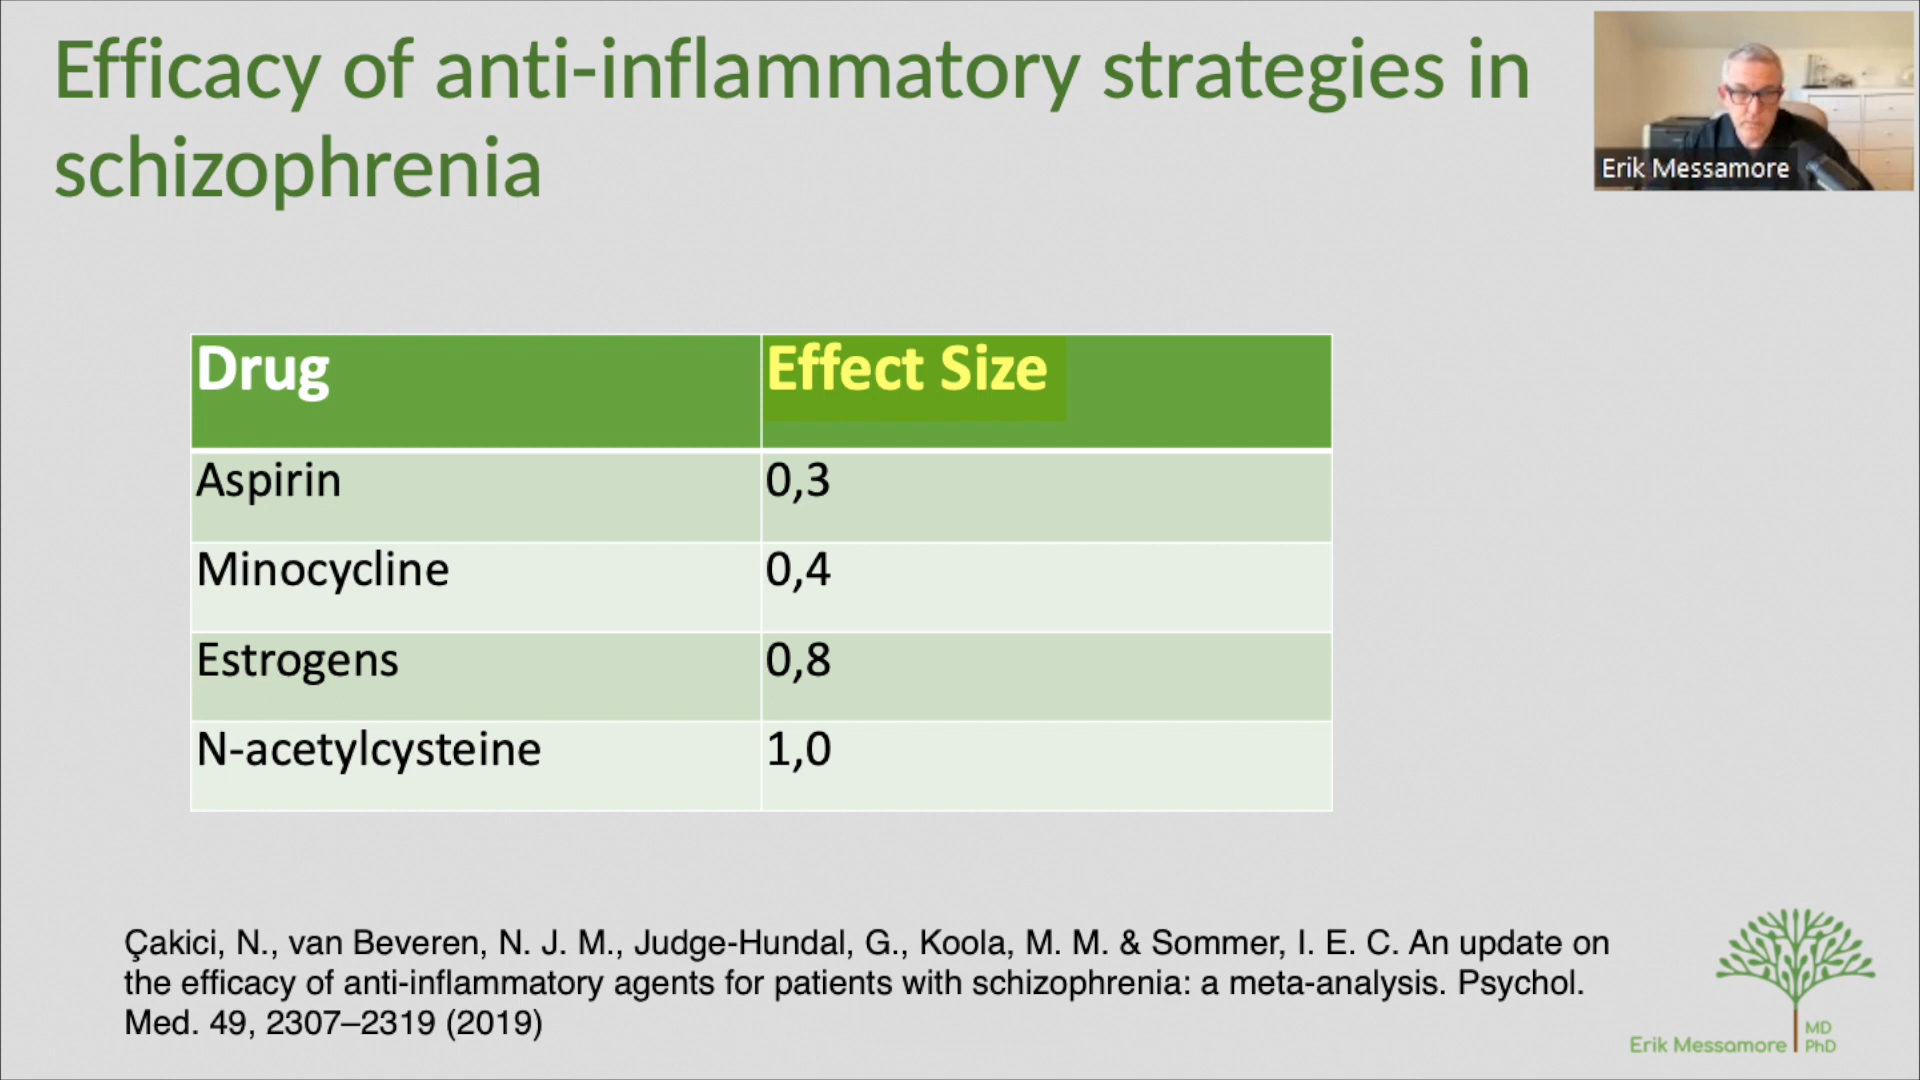 Efficacy of anti-inflammatory strategies in
schizophrenia
Erik Messamore
Drug Effect Size
Aspirin 0,3
Minocycline 0,4
Estrogens 0,8
N-acetylcysteine 1,0
Çakici, N., van Beveren, N. J. M., Judge-Hundal, G., Koola, M. M. & Sommer, I. E. C. An update on
the efficacy of anti-inflammatory agents for patients with schizophrenia: a meta-analysis. Psychol.
Med. 49, 2307–2319 (2019)
MD
Erik Messamore PhD